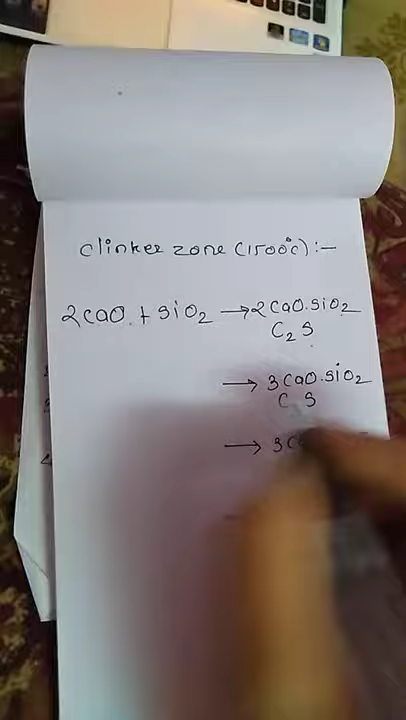 Clinker zone (1500°c) :-
2CaO + SiO2 → 2CaO.SiO2
C2S
→ 3CaO.SiO2
C S
→ 3C